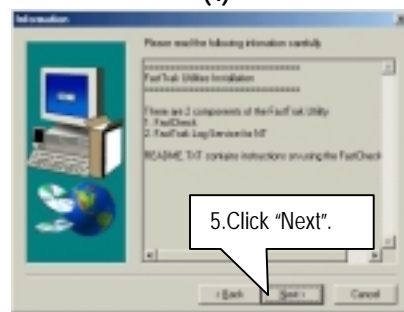 (4)
Information
Please read the following information carefully.
================================
FastTrak Utilities Installation
================================
There are 2 components of the FastTrak Utility
1. FastCheck
2. FastTrak Log Service for NT
README.TXT contains instructions on using the FastCheck
5.Click “Next”.
< Back
Next >
Cancel